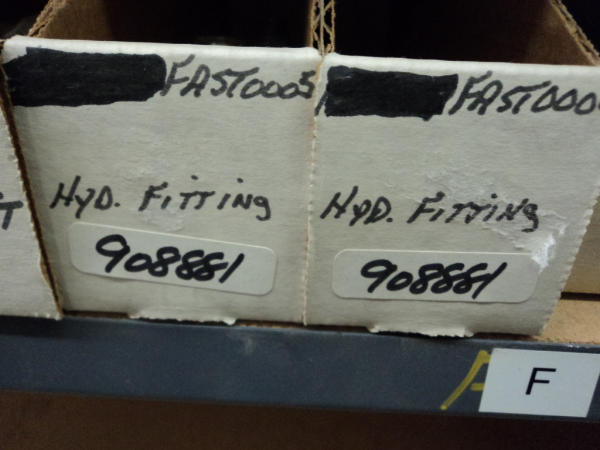 FAST0005
HYD. FITTING
908881
FAST000
HYD. FITTING
908881
T
F